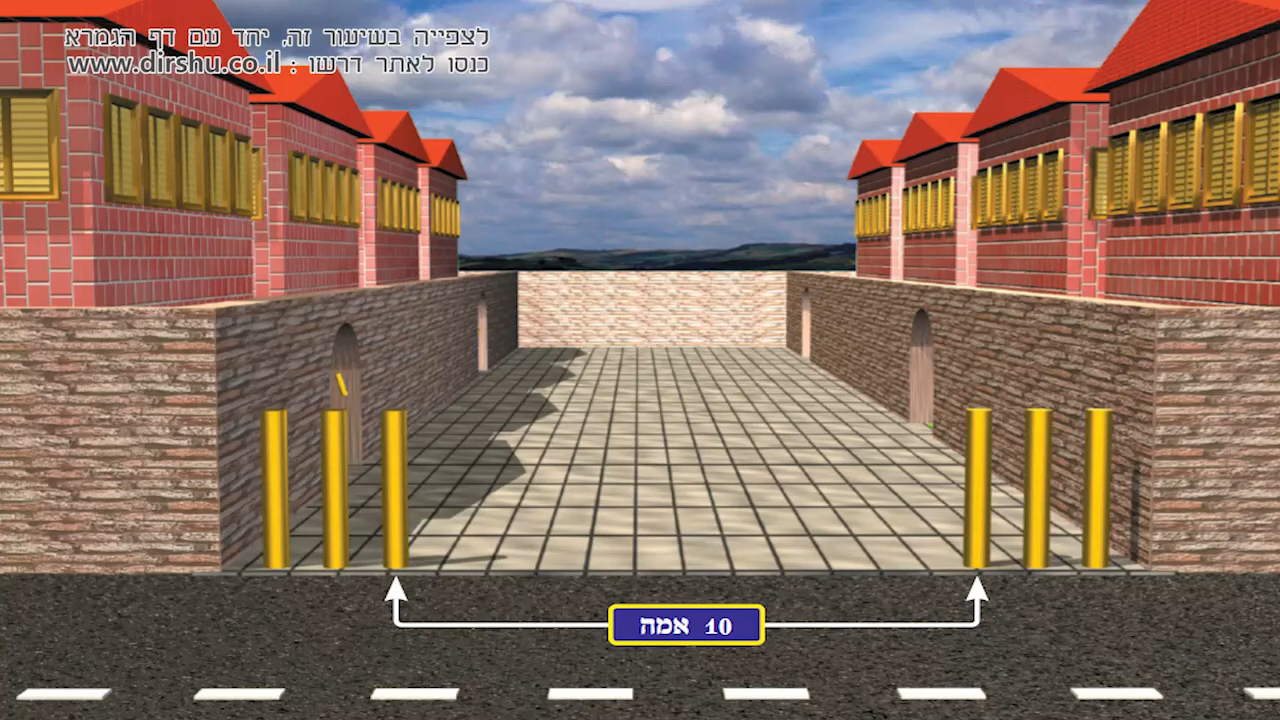 לצפייה בשיעור זה, יחד עם דף הגמרא
כנסו לאתר דרשו : www.dirshu.co.il
10 אמה